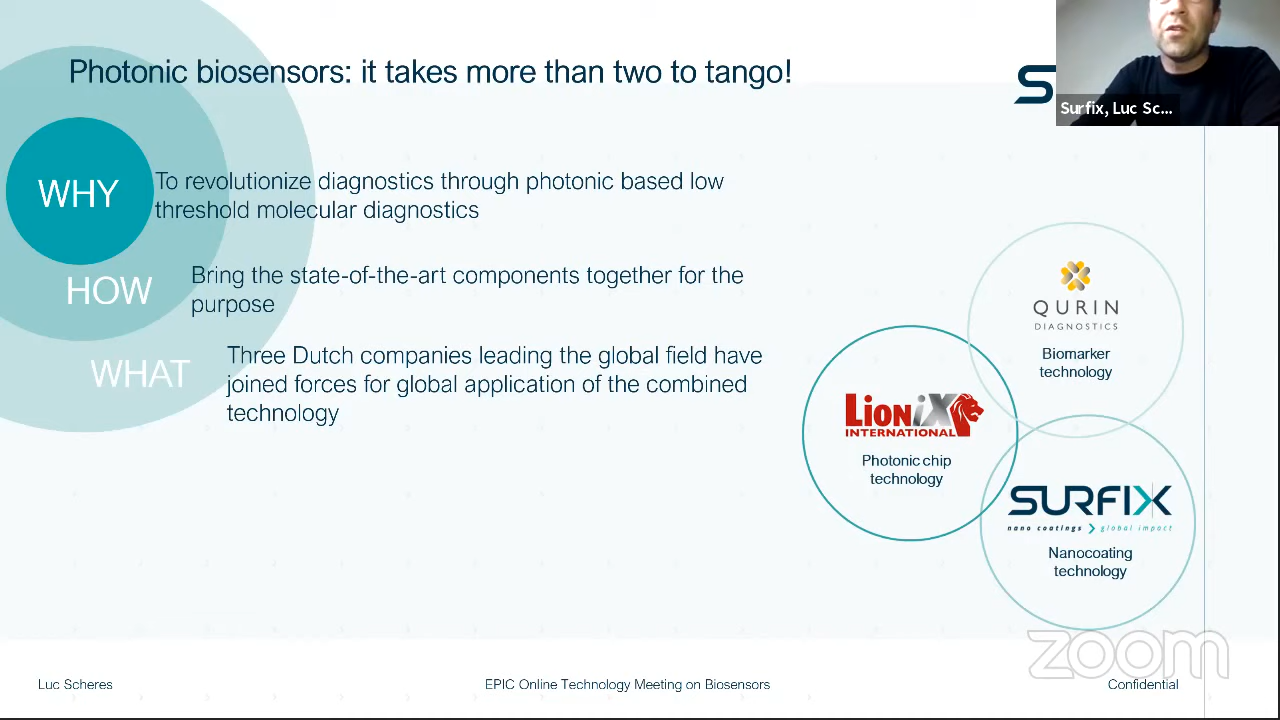 Photonic biosensors: it takes more than two to tango!
S
Surfix, Luc Sc...
WHY
To revolutionize diagnostics through photonic based low
threshold molecular diagnostics
HOW
Bring the state-of-the-art components together for the
purpose
WHAT
Three Dutch companies leading the global field have
joined forces for global application of the combined
technology
QURIN
DIAGNOSTICS
Biomarker
technology
LioniX
INTERNATIONAL
Photonic chip
technology
SURFIX
nano coatings > global impact
Nanocoating
technology
zoom
Luc Scheres
EPIC Online Technology Meeting on Biosensors
Confidential